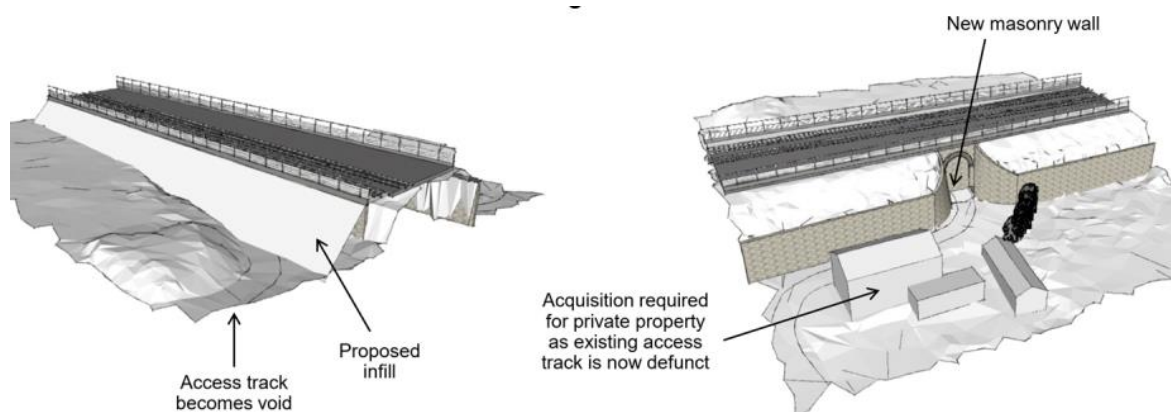 New masonry wall
Proposed
infill
Access track
becomes void
Acquisition required
for private property
as existing access
track is now defunct